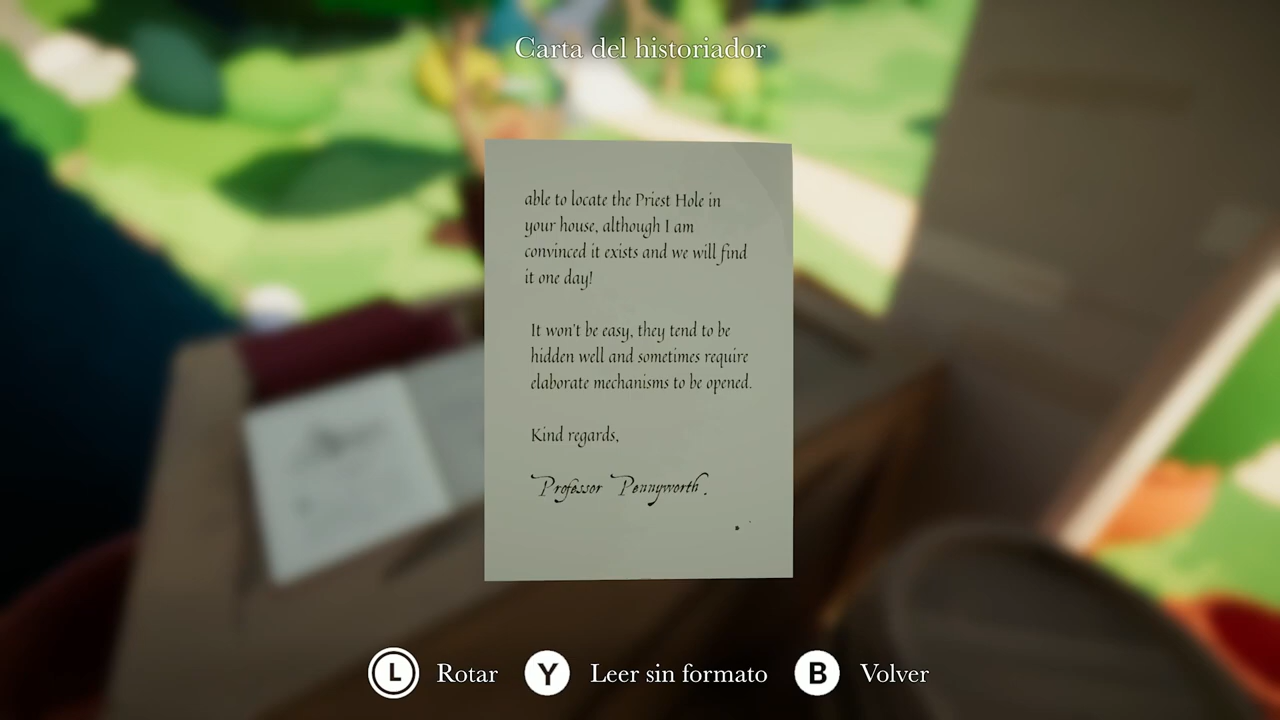 Carta del historiador
able to locate the Priest Hole in
your house, although I am
convinced it exists and we will find
it one day!
It won't be easy, they tend to be
hidden well and sometimes require
elaborate mechanisms to be opened.
Kind regards,
Professor Pennyworth.
L Rotar Y Leer sin formato B Volver